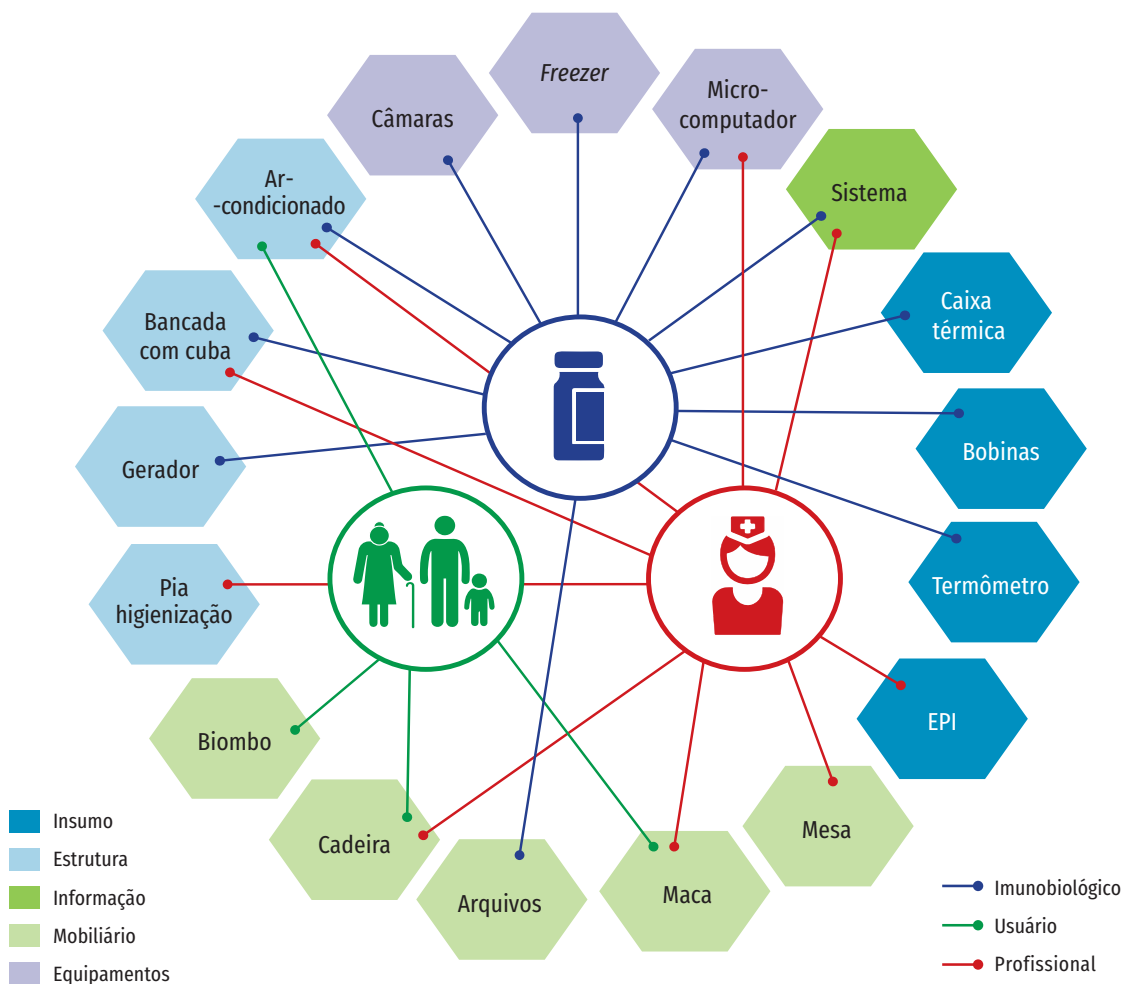 Freezer
Micro-
computador
Câmaras
Sistema
Ar-
-condicionado
Caixa
térmica
Bancada
com cuba
Bobinas
Gerador
Termômetro
Pia
higienização
EPI
Biombo
Mesa
Cadeira
Arquivos
Maca
Insumo
Estrutura
Informação
Mobiliário
Equipamentos
Imunobiológico
Usuário
Profissional